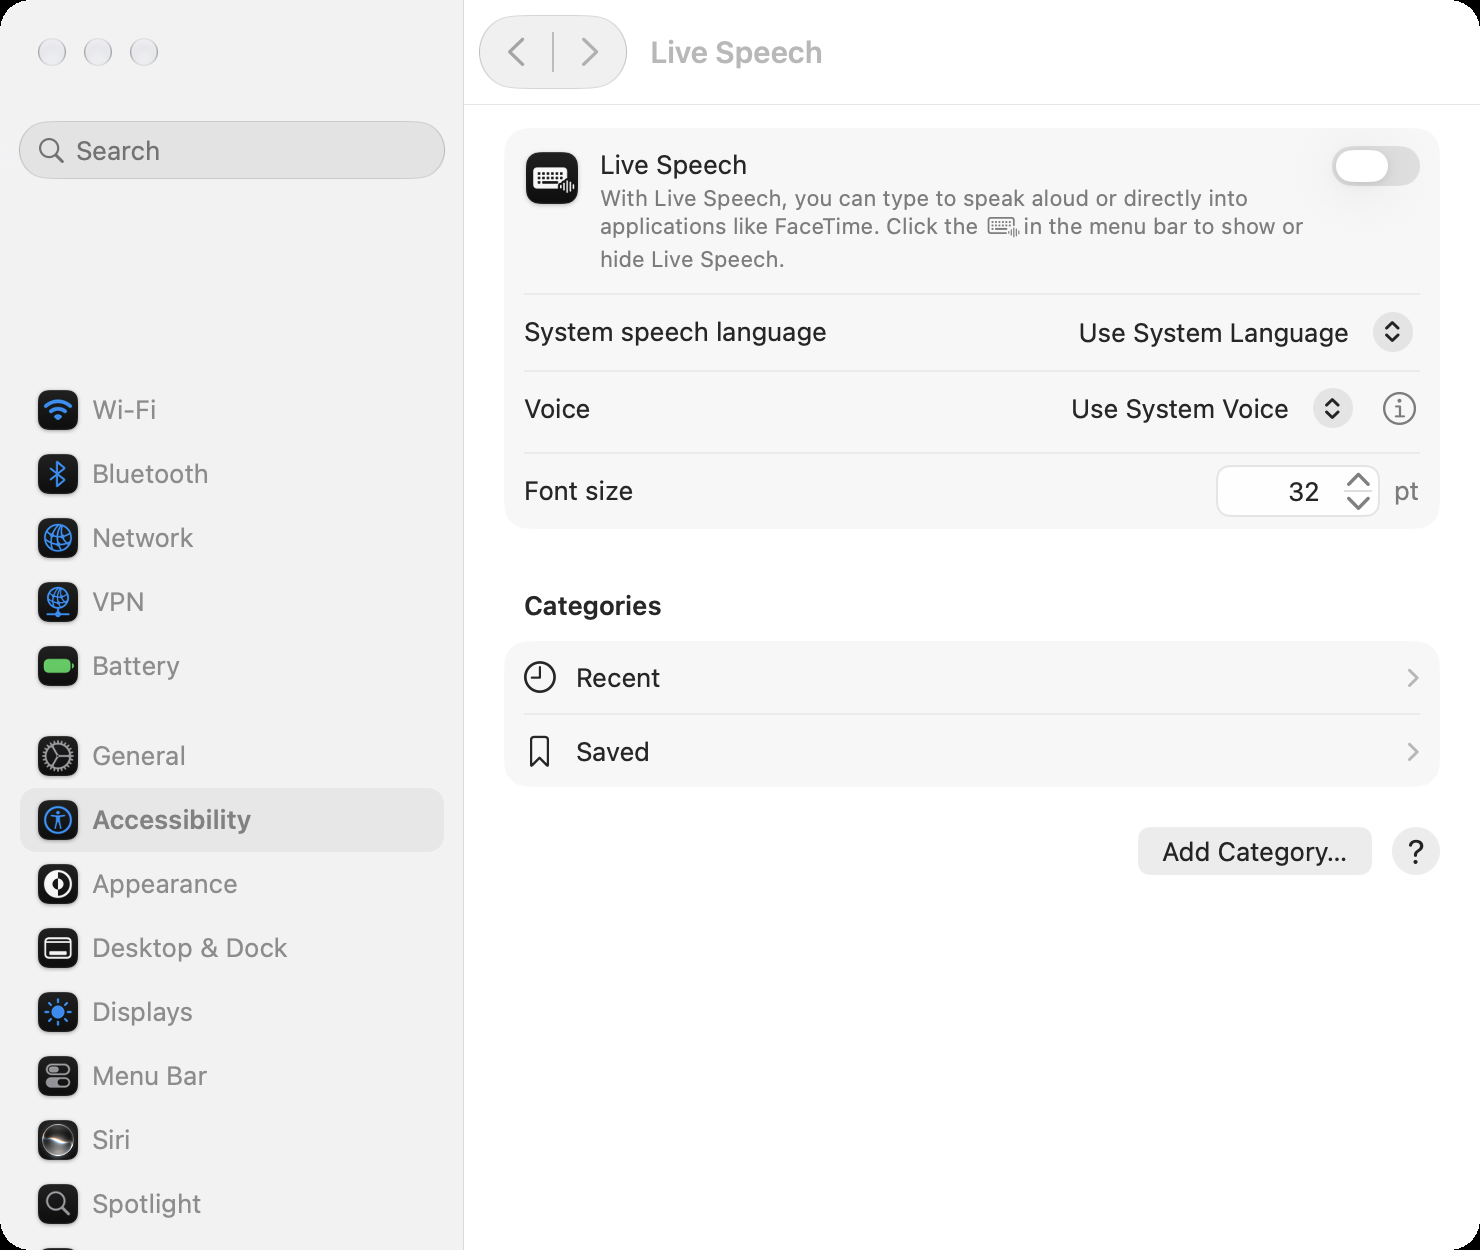 Live Speech
Search
Wi-Fi
Bluetooth
Network
VPN
Battery
General
Accessibility
Appearance
Desktop & Dock
Displays
Menu Bar
Siri
Spotlight
Live Speech
With Live Speech, you can type to speak aloud or directly into
applications like FaceTime. Click the in the menu bar to show or
hide Live Speech.
System speech language
Use System Language
Voice
Use System Voice
Font size
32
pt
Categories
Recent
Saved
Add Category...
?